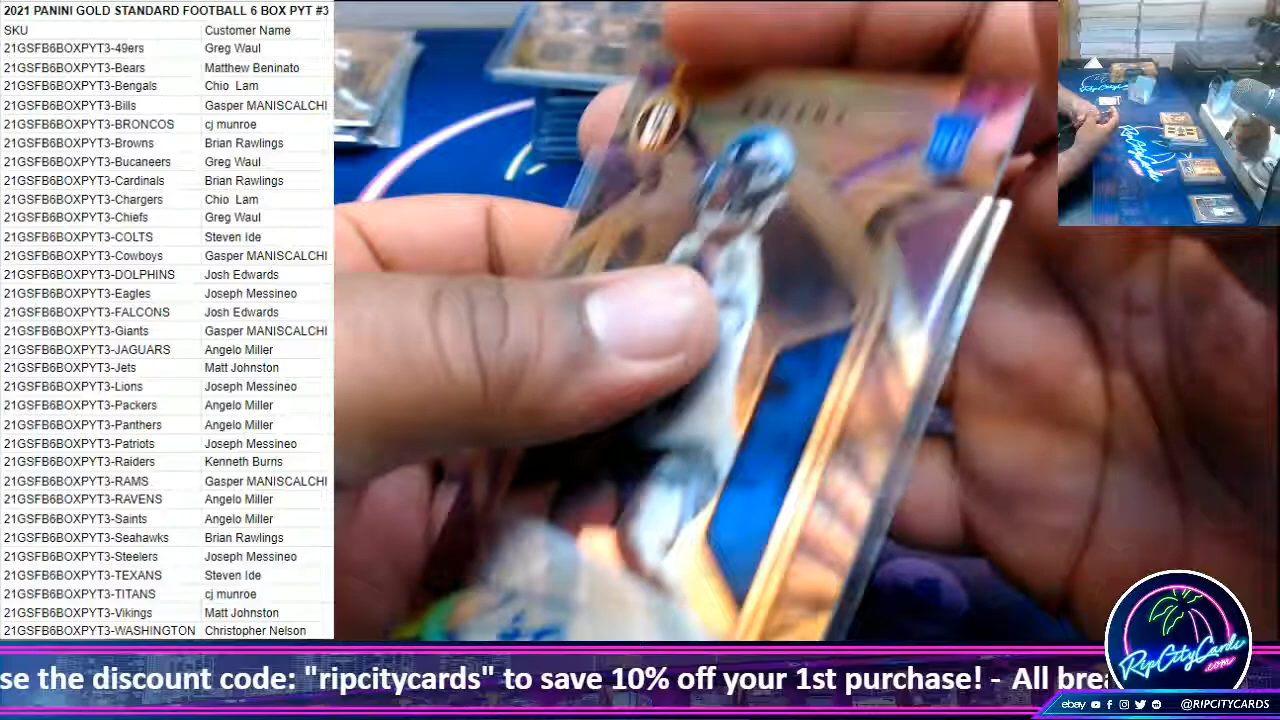 2021 PANINI GOLD STANDARD FOOTBALL 6 BOX PYT #3
SKU Customer Name
21GSFB6BOXPYT3-49ers Greg Waul
21GSFB6BOXPYT3-Bears Matthew Beninato
21GSFB6BOXPYT3-Bengals Chio Lam
21GSFB6BOXPYT3-Bills Gasper MANISCALCHI
21GSFB6BOXPYT3-BRONCOS cj munroe
21GSFB6BOXPYT3-Browns Brian Rawlings
21GSFB6BOXPYT3-Bucaneers Greg Waul
21GSFB6BOXPYT3-Cardinals Brian Rawlings
21GSFB6BOXPYT3-Chargers Chio Lam
21GSFB6BOXPYT3-Chiefs Greg Waul
21GSFB6BOXPYT3-COLTS Steven Ide
21GSFB6BOXPYT3-Cowboys Gasper MANISCALCHI
21GSFB6BOXPYT3-DOLPHINS Josh Edwards
21GSFB6BOXPYT3-Eagles Joseph Messineo
21GSFB6BOXPYT3-FALCONS Josh Edwards
21GSFB6BOXPYT3-Giants Gasper MANISCALCHI
21GSFB6BOXPYT3-JAGUARS Angelo Miller
21GSFB6BOXPYT3-Jets Matt Johnston
21GSFB6BOXPYT3-Lions Joseph Messineo
21GSFB6BOXPYT3-Packers Angelo Miller
21GSFB6BOXPYT3-Panthers Angelo Miller
21GSFB6BOXPYT3-Patriots Joseph Messineo
21GSFB6BOXPYT3-Raiders Kenneth Burns
21GSFB6BOXPYT3-RAMS Gasper MANISCALCHI
21GSFB6BOXPYT3-RAVENS Angelo Miller
21GSFB6BOXPYT3-Saints Angelo Miller
21GSFB6BOXPYT3-Seahawks Brian Rawlings
21GSFB6BOXPYT3-Steelers Joseph Messineo
21GSFB6BOXPYT3-TEXANS Steven Ide
21GSFB6BOXPYT3-TITANS cj munroe
21GSFB6BOXPYT3-Vikings Matt Johnston
21GSFB6BOXPYT3-WASHINGTON Christopher Nelson
RipCityCards
RipCityCards
.com
se the discount code: "ripcitycards" to save 10% off your 1st purchase! - All brea
ebay @RIPCITYCARDS